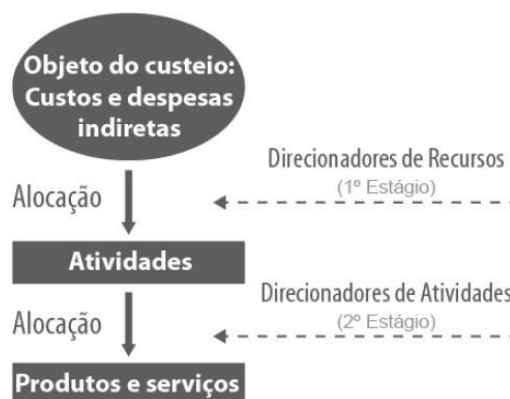 Objeto do custeio:
Custos e despesas
indiretas
Direcionadores de Recursos
(1º Estágio)
Alocação
Atividades
Direcionadores de Atividades
(2º Estágio)
Alocação
Produtos e serviços